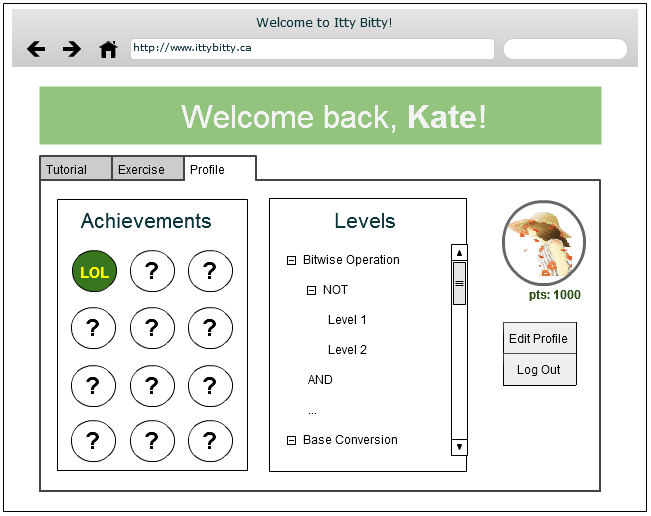 Welcome to Itty Bitty!
http://www.ittybitty.ca
Welcome back, Kate!
Tutorial
Exercise
Profile
Achievements
LOL ? ?
? ? ?
? ? ?
? ? ?
Levels
Bitwise Operation
NOT
Level 1
Level 2
AND
...
Base Conversion
pts: 1000
Edit Profile
Log Out